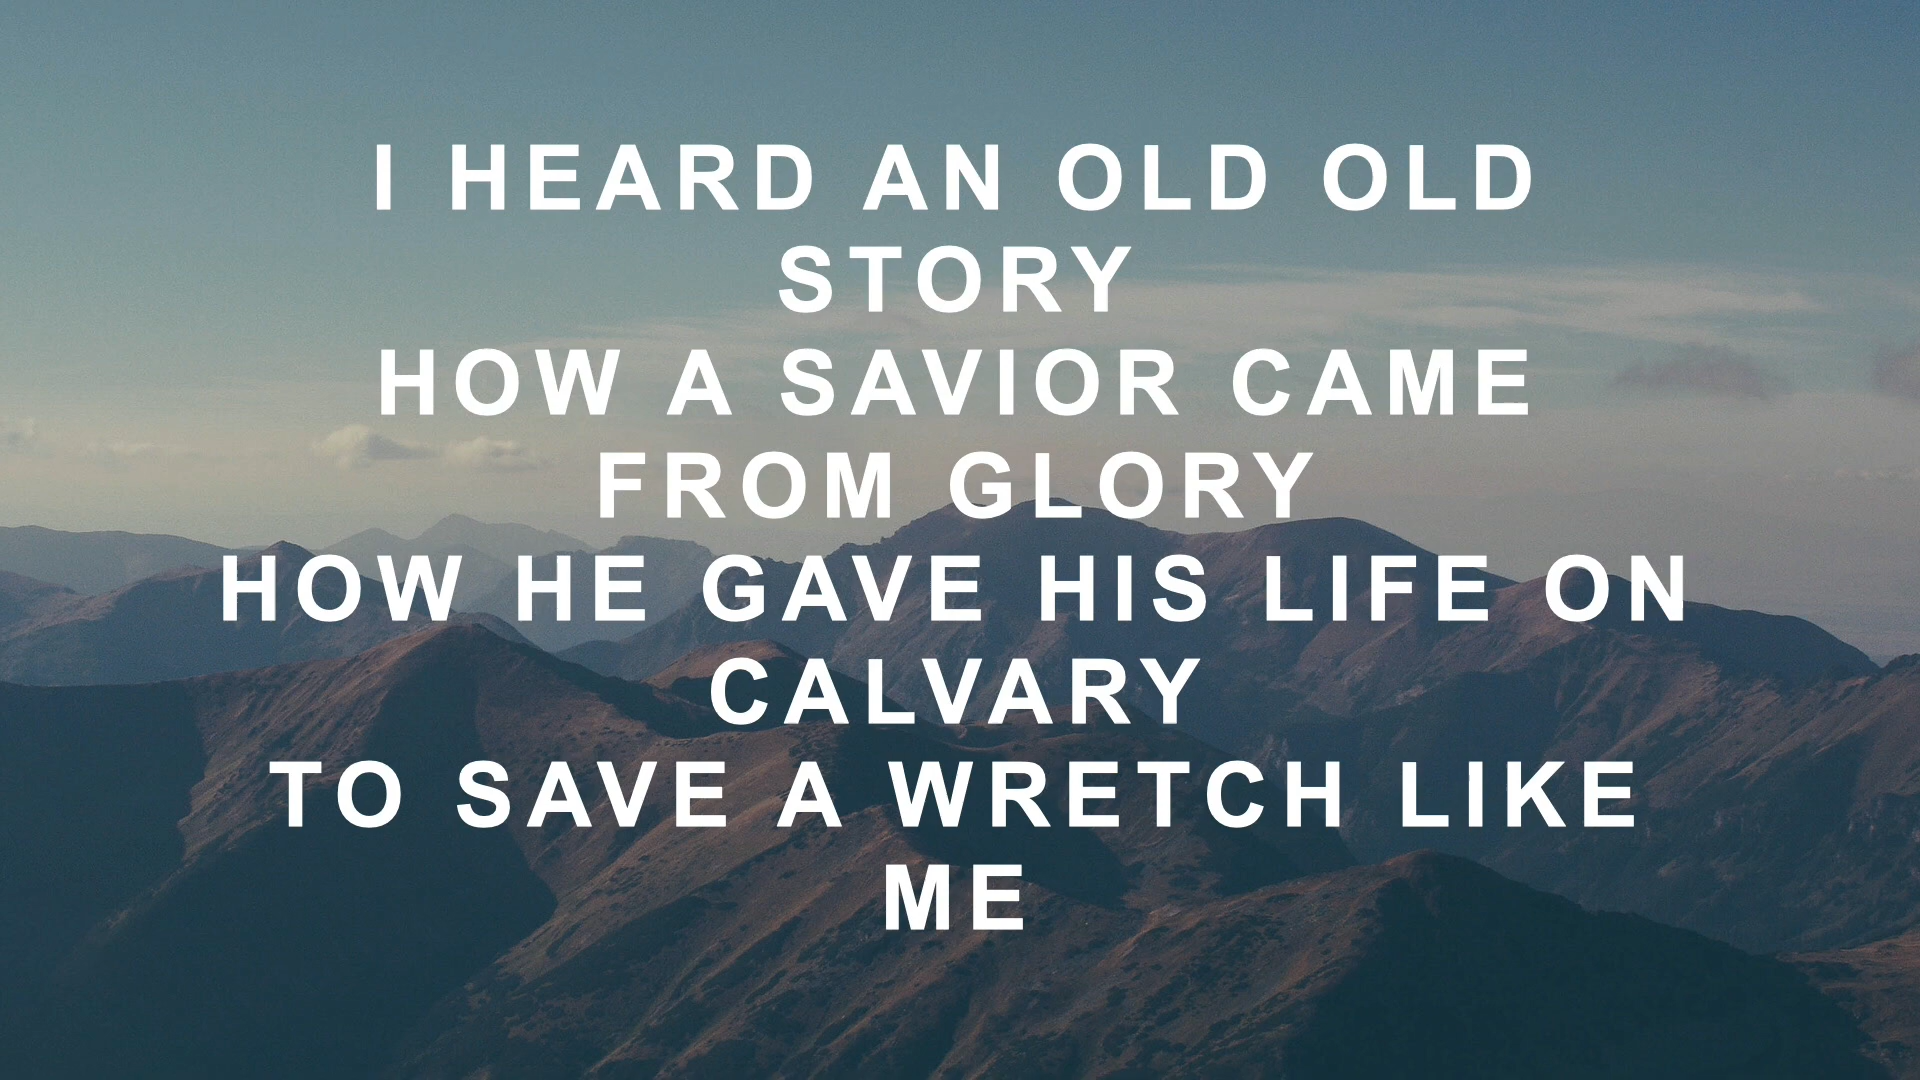 I HEARD AN OLD OLD
STORY
HOW A SAVIOR CAME
FROM GLORY
HOW HE GAVE HIS LIFE ON
CALVARY
TO SAVE A WRETCH LIKE
ME